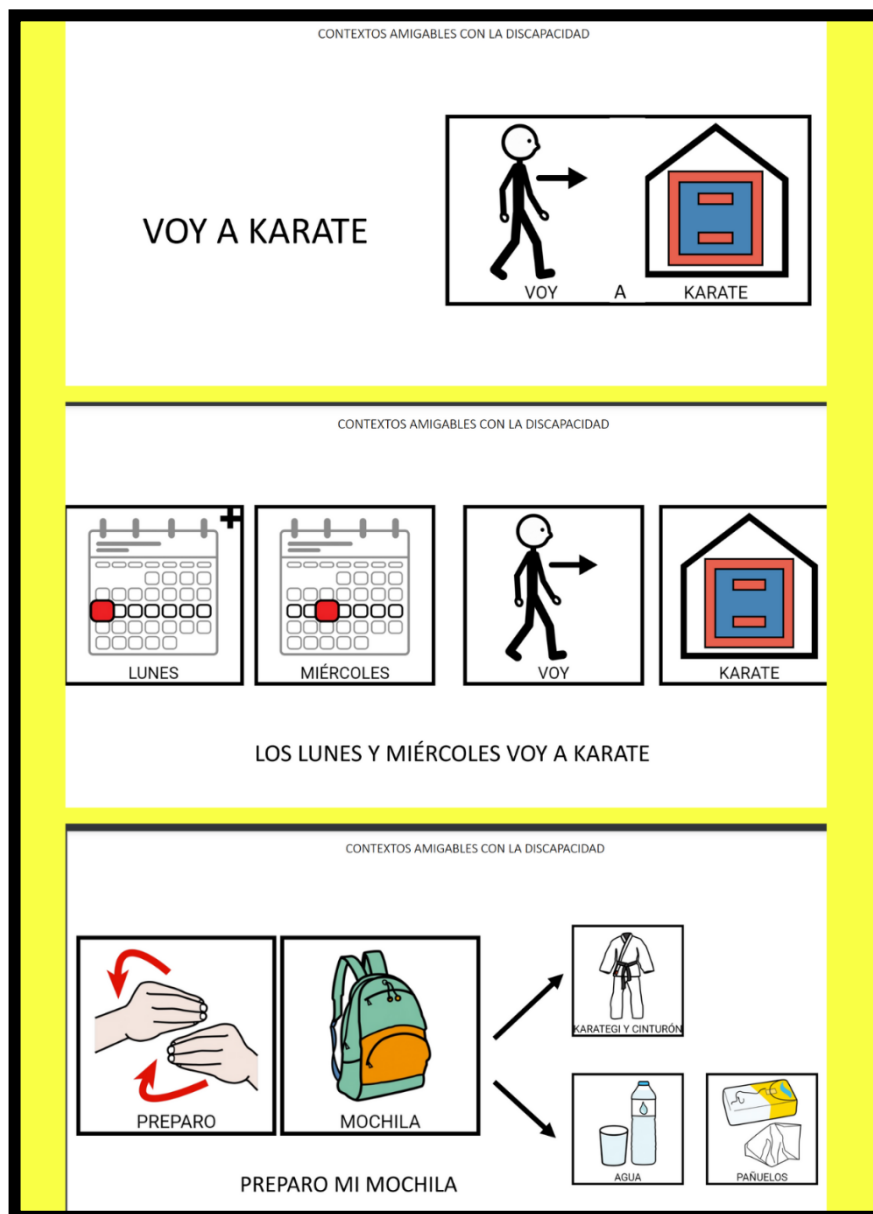 CONTEXTOS AMIGABLES CON LA DISCAPACIDAD
VOY A KARATE
VOY A KARATE
CONTEXTOS AMIGABLES CON LA DISCAPACIDAD
LUNES MIÉRCOLES VOY KARATE
LOS LUNES Y MIÉRCOLES VOY A KARATE
CONTEXTOS AMIGABLES CON LA DISCAPACIDAD
KARATEGI Y CINTURÓN
PREPARO MOCHILA
AGUA PAÑUELOS
PREPARO MI MOCHILA